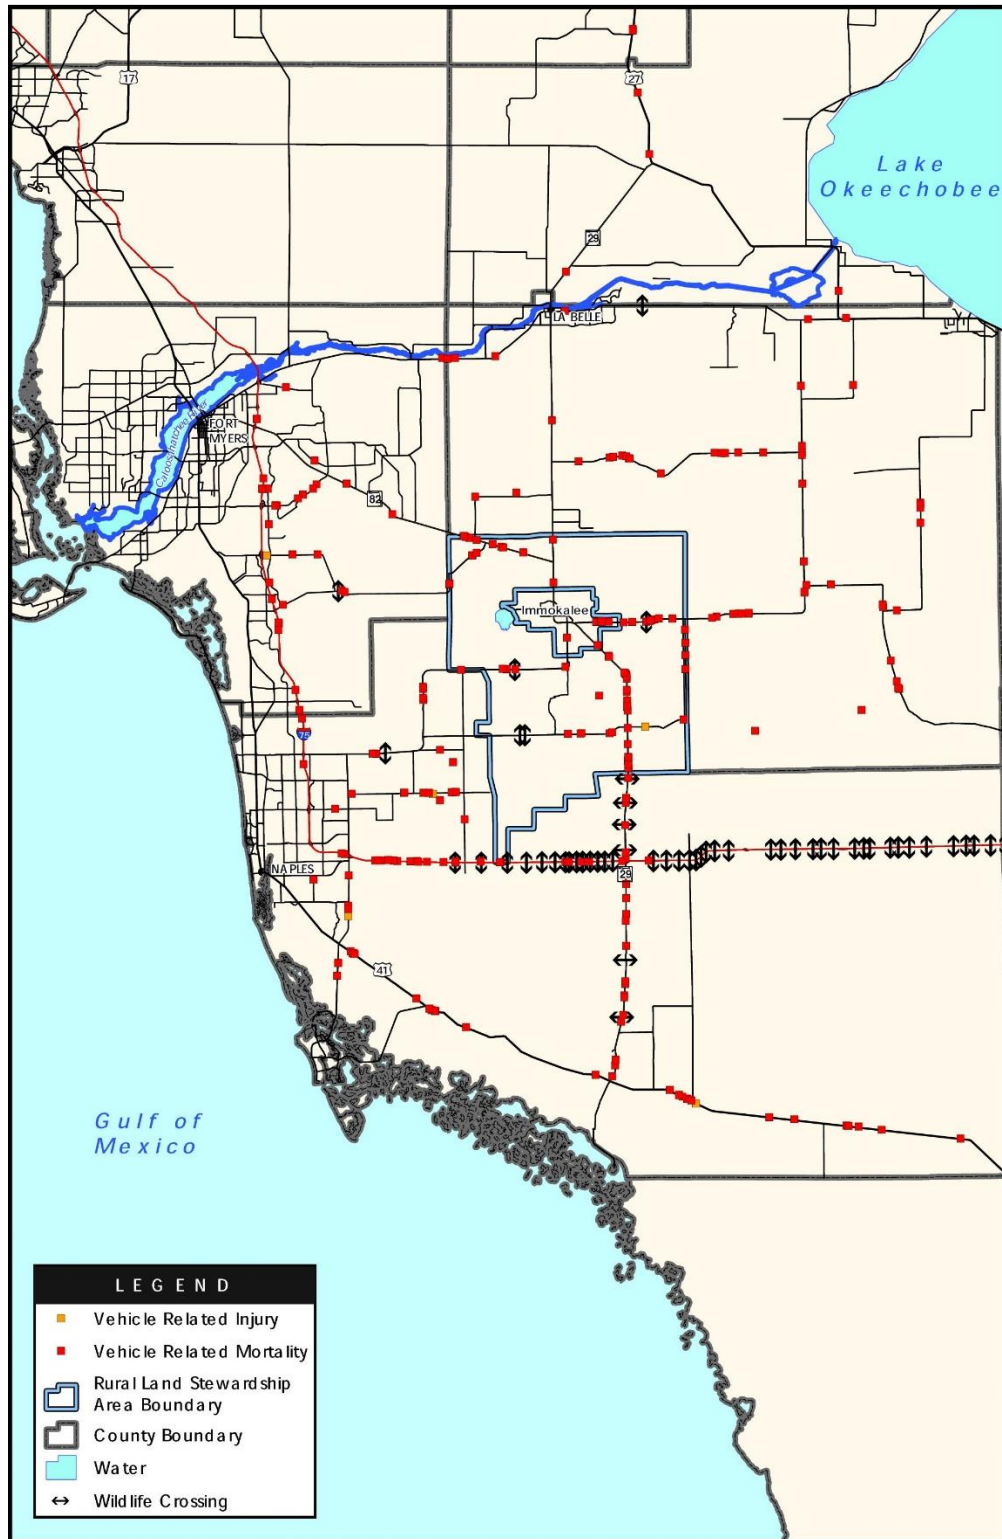 17
27
Lake
Okeechobee
29
LA BELLE
Caloosahatchee River
FORT
MYERS
82
Immokalee
75
NAPLES
29
41
Gulf of
Mexico
LEGEND
Vehicle Related Injury
Vehicle Related Mortality
Rural Land Stewardship
Area Boundary
County Boundary
Water
Wildlife Crossing